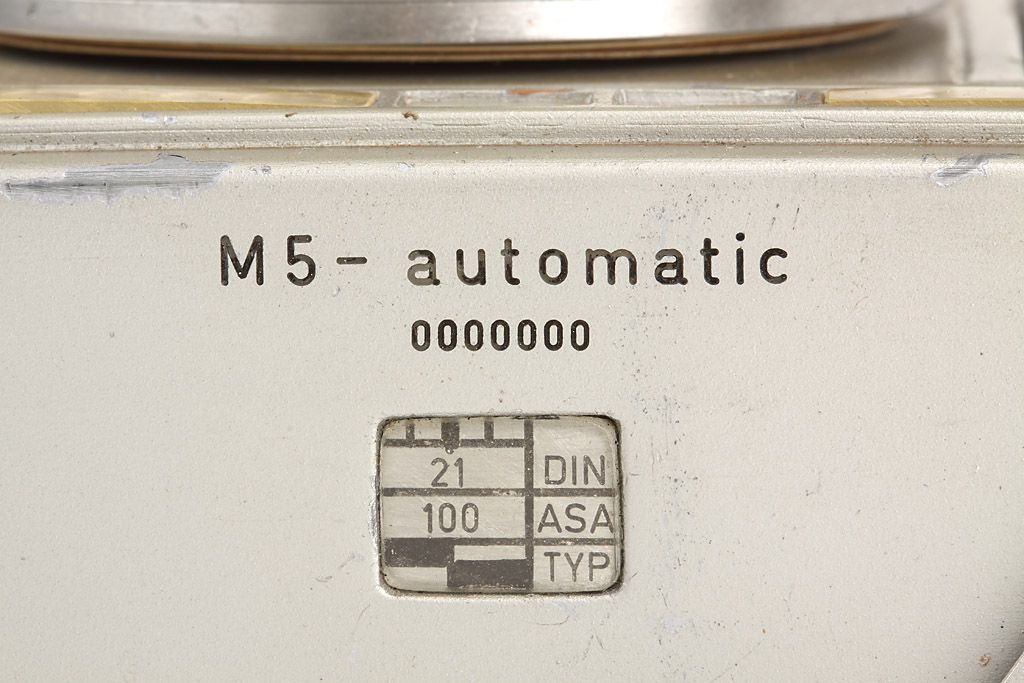 M5- automatic
0000000
21 DIN
100 ASA
TYP